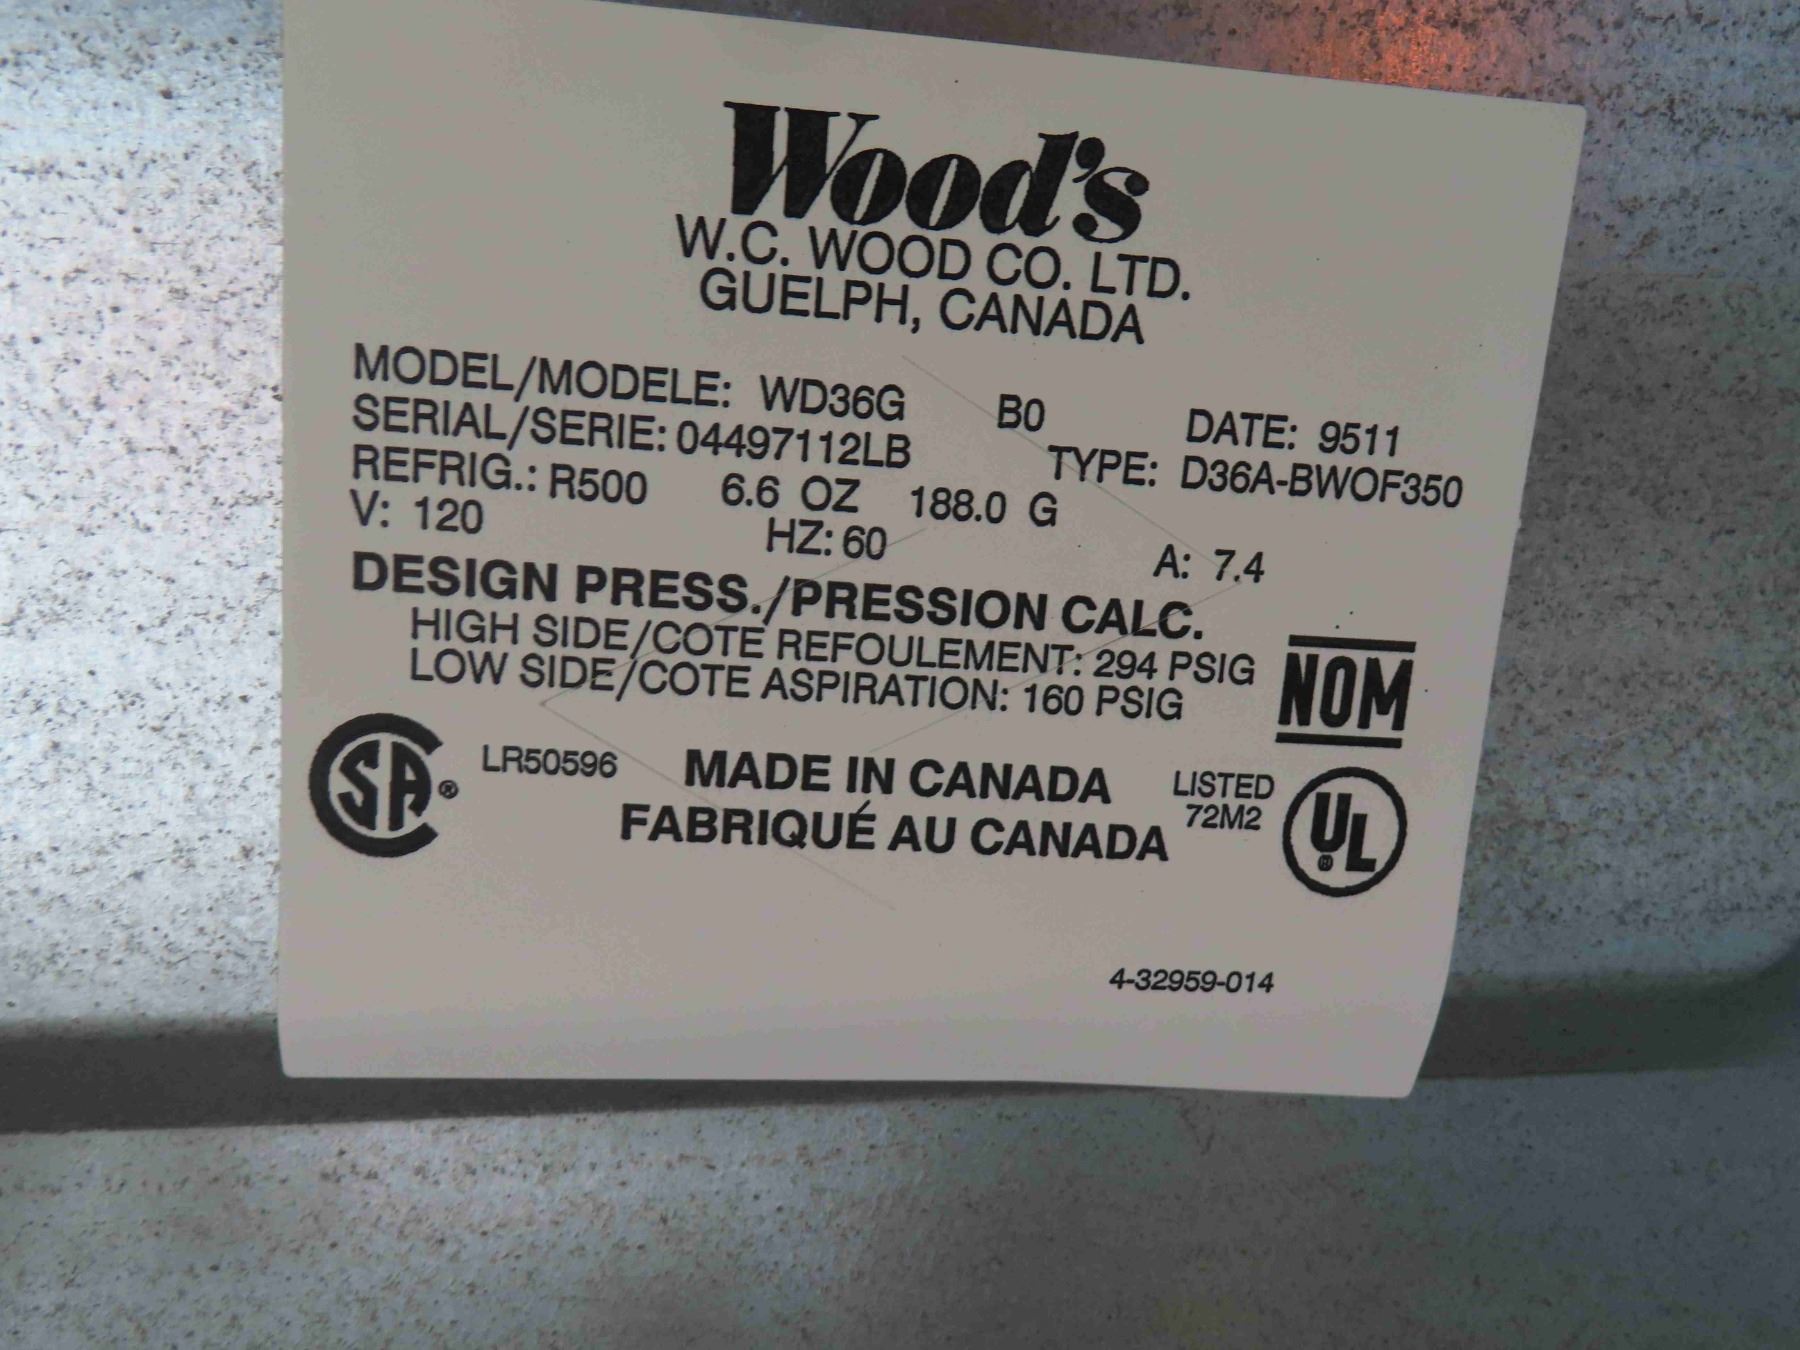 Wood's
W.C. WOOD CO. LTD.
GUELPH, CANADA
MODEL/MODELE: WD36G B0 DATE: 9511
SERIAL/SERIE: 04497112LB TYPE: D36A-BWOF350
REFRIG.: R500 6.6 OZ 188.0 G
V: 120 HZ: 60 A: 7.4
DESIGN PRESS./PRESSION CALC.
HIGH SIDE/COTE REFOULEMENT: 294 PSIG
LOW SIDE/COTE ASPIRATION: 160 PSIG
NOM
SA® LR50596 MADE IN CANADA LISTED
FABRIQUÉ AU CANADA 72M2 UL®
4-32959-014